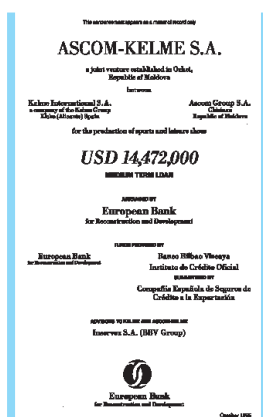 This announcement appears as a matter of record only
ASCOM-KELME S.A.
a joint venture established in Orhei,
Republic of Moldova
between
Kelme International S.A.
a company of the Kelme Group
Elche (Alicante) Spain
Ascom Group S.A.
Chisinau
Republic of Moldova
for the production of sports and leisure shoes
USD 14,472,000
MEDIUM TERM LOAN
ARRANGED BY
European Bank
for Reconstruction and Development
FUNDS PROVIDED BY
European Bank
for Reconstruction and Development
Banco Bilbao Vizcaya
Instituto de Crédito Oficial
GUARANTEED BY
Compañía Española de Seguros de
Crédito a la Exportación
ADVISORS TO KELME AND ASCOM-KELME
Inservez S.A. (BBV Group)
European Bank
for Reconstruction and Development
October